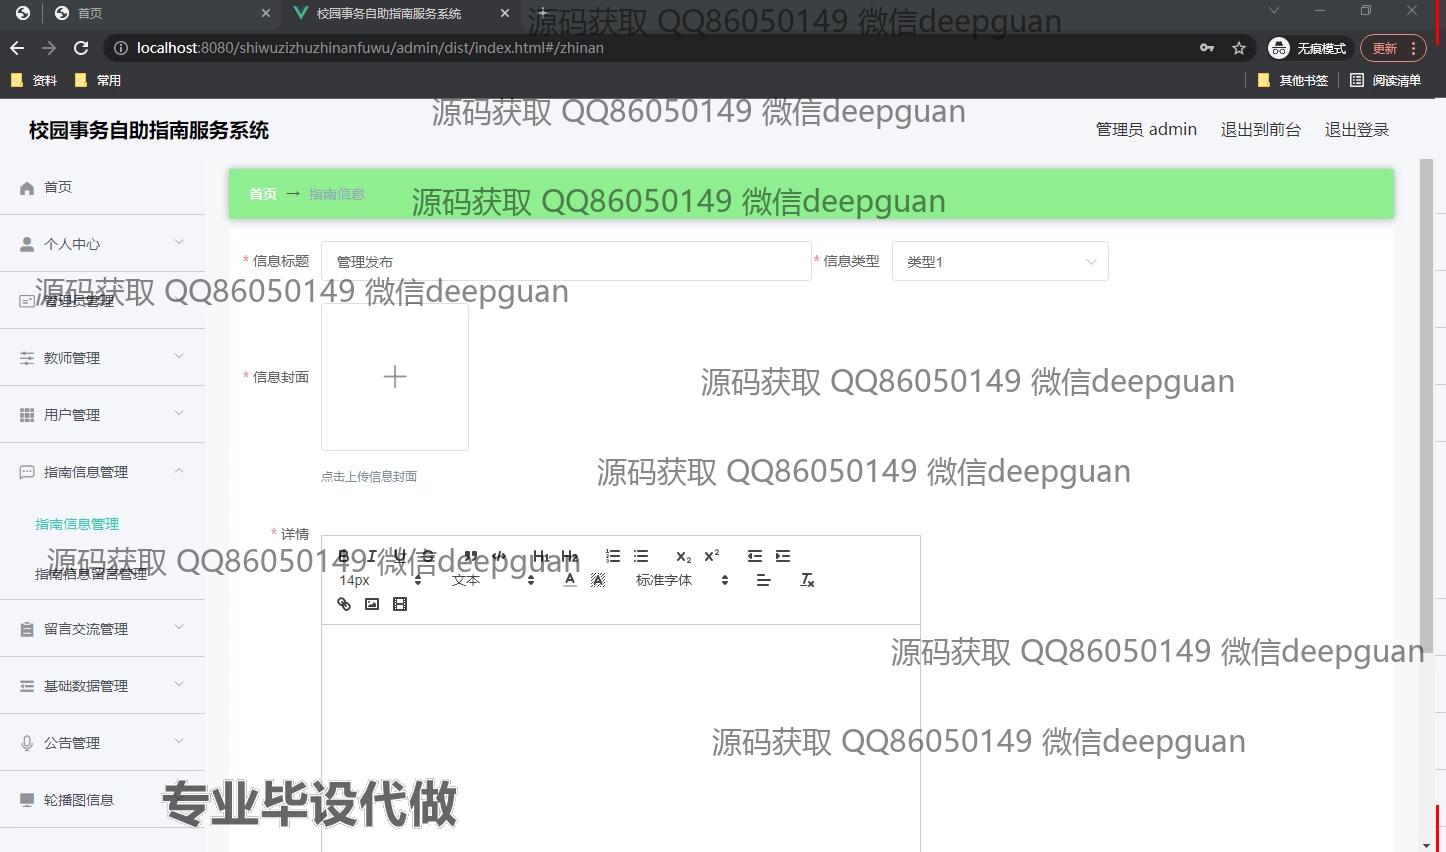 首页
校园事务自助指南服务系统
源码获取 QQ86050149 微信deepguan
localhost:8080/shiwuzizhuzhinanfuwu/admin/dist/index.html#/zhinan
无痕模式
更新
资料
常用
其他书签
阅读清单
源码获取 QQ86050149 微信deepguan
校园事务自助指南服务系统
管理员 admin
退出到前台
退出登录
首页
首页 → 指南信息
源码获取 QQ86050149 微信deepguan
个人中心
* 信息标题
管理发布
* 信息类型
类型1
源码获取 QQ86050149 微信deepguan
管理员管理
教师管理
* 信息封面
源码获取 QQ86050149 微信deepguan
用户管理
指南信息管理
点击上传信息封面
源码获取 QQ86050149 微信deepguan
指南信息管理
* 详情
B I U S H1 H2 X2 X2
源码获取 QQ86050149 微信deepguan
指南信息留言管理
14px
文本
A
A
标准字体
Tx
留言交流管理
源码获取 QQ86050149 微信deepguan
基础数据管理
公告管理
源码获取 QQ86050149 微信deepguan
轮播图信息
专业毕设代做